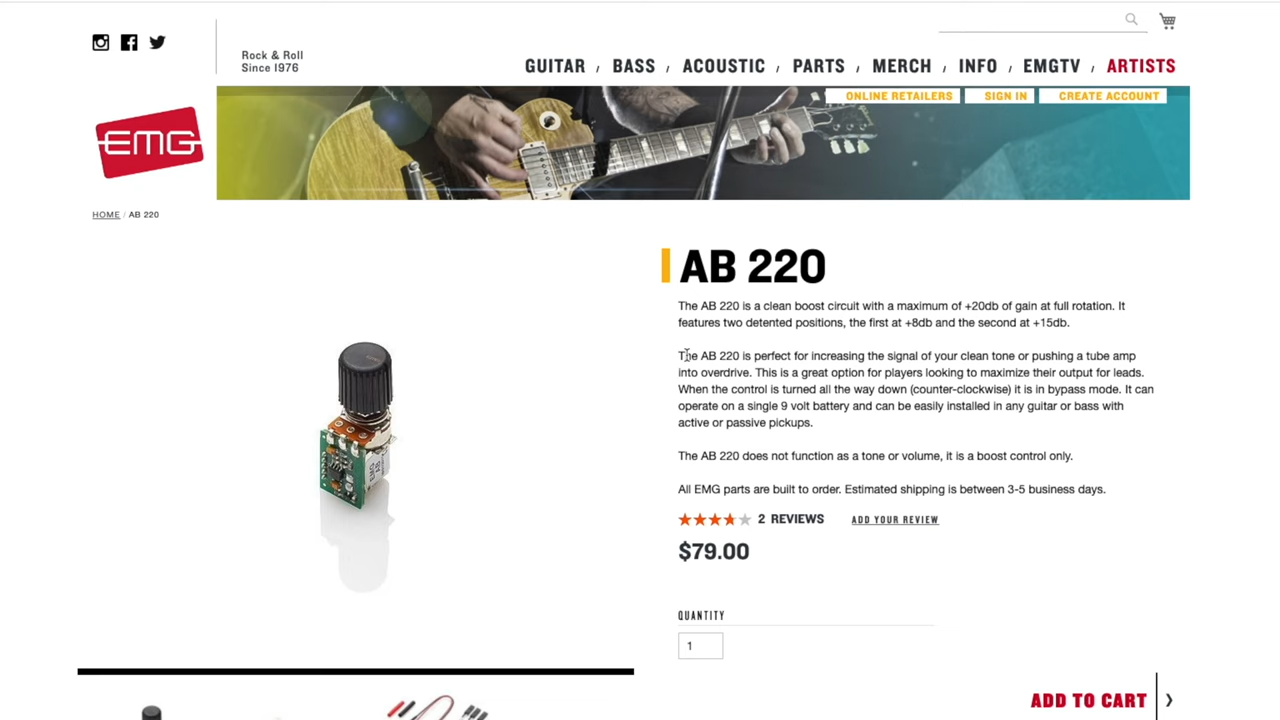 Rock & Roll
Since 1976
GUITAR / BASS / ACOUSTIC / PARTS / MERCH / INFO / EMGTV / ARTISTS
ONLINE RETAILERS SIGN IN CREATE ACCOUNT
EMG
HOME / AB 220
AB 220
The AB 220 is a clean boost circuit with a maximum of +20db of gain at full rotation. It
features two detented positions, the first at +8db and the second at +15db.
The AB 220 is perfect for increasing the signal of your clean tone or pushing a tube amp
into overdrive. This is a great option for players looking to maximize their output for leads.
When the control is turned all the way down (counter-clockwise) it is in bypass mode. It can
operate on a single 9 volt battery and can be easily installed in any guitar or bass with
active or passive pickups.
The AB 220 does not function as a tone or volume, it is a boost control only.
All EMG parts are built to order. Estimated shipping is between 3-5 business days.
2 REVIEWS ADD YOUR REVIEW
$79.00
QUANTITY
1
ADD TO CART